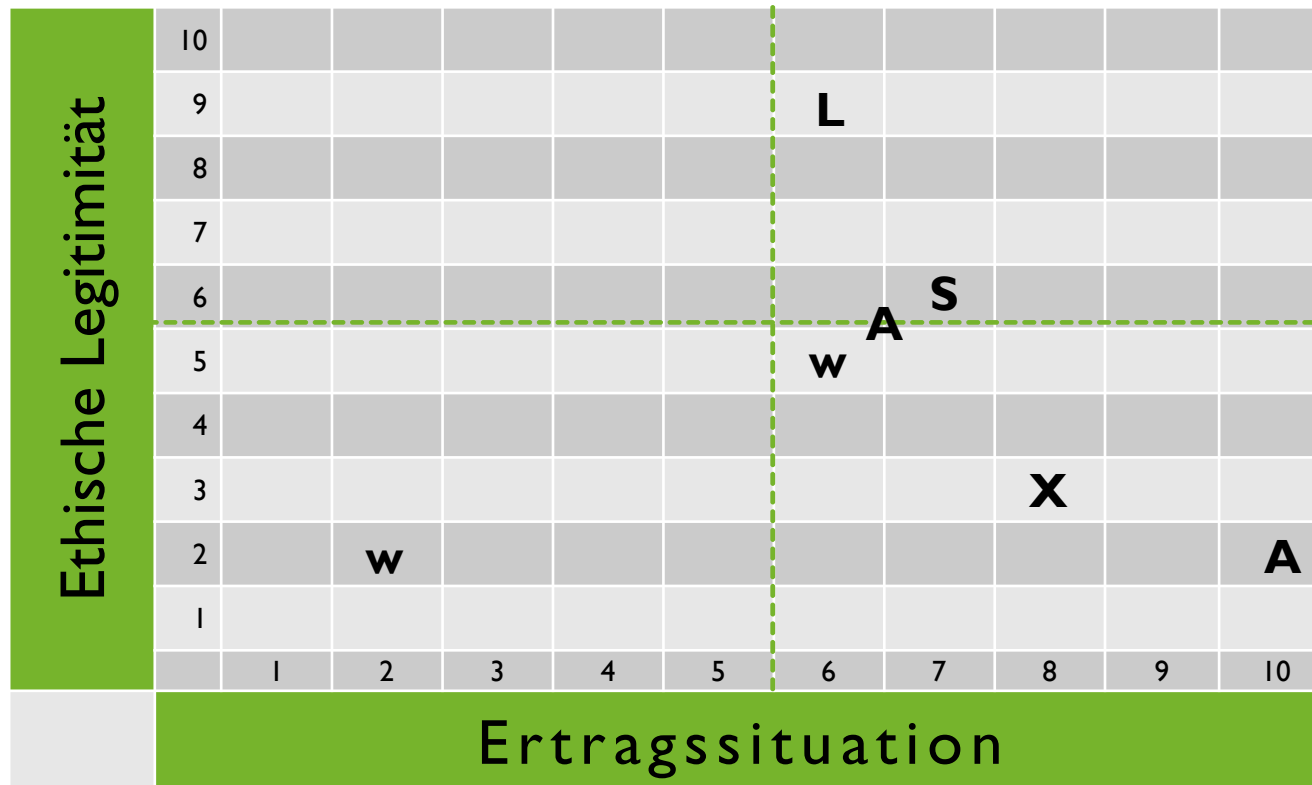 Ethische Legitimität
10
9 L
8
7
6 S
A
5 w
4
3 X
2 w A
1
1 2 3 4 5 6 7 8 9 10
Ertragssituation